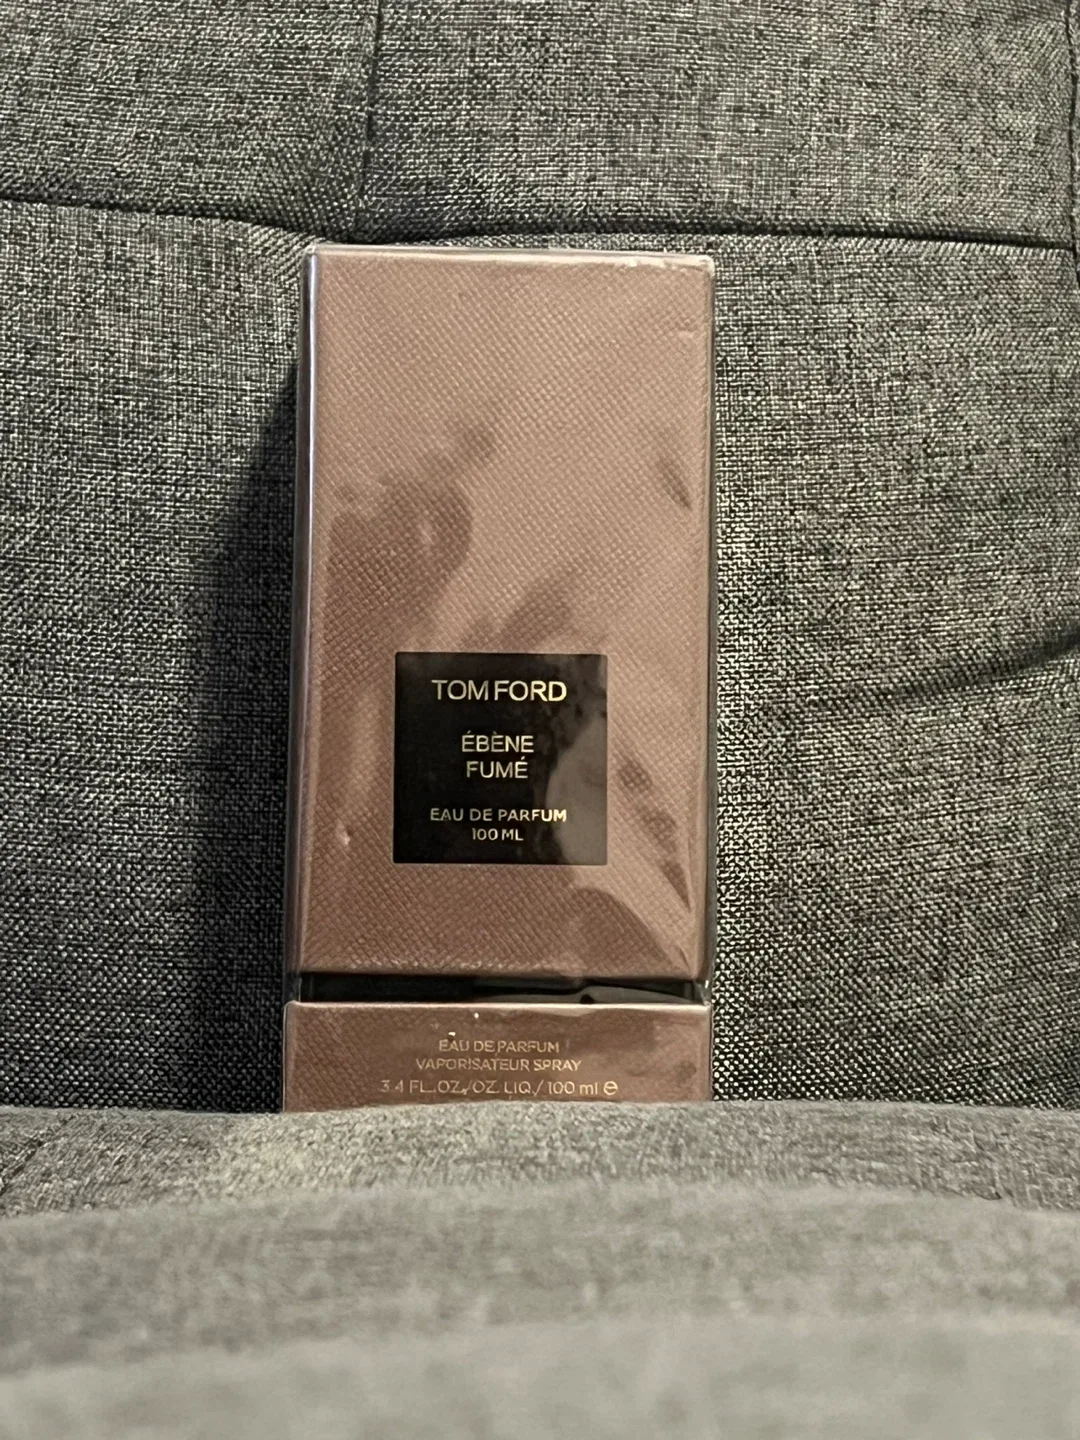 TOM FORD
ÉBÈNE
FUMÉ
EAU DE PARFUM
100 ML
EAU DE PARFUM
VAPORISATEUR SPRAY
3.4 FL.OZ./OZ. LIQ./100 ml ℮